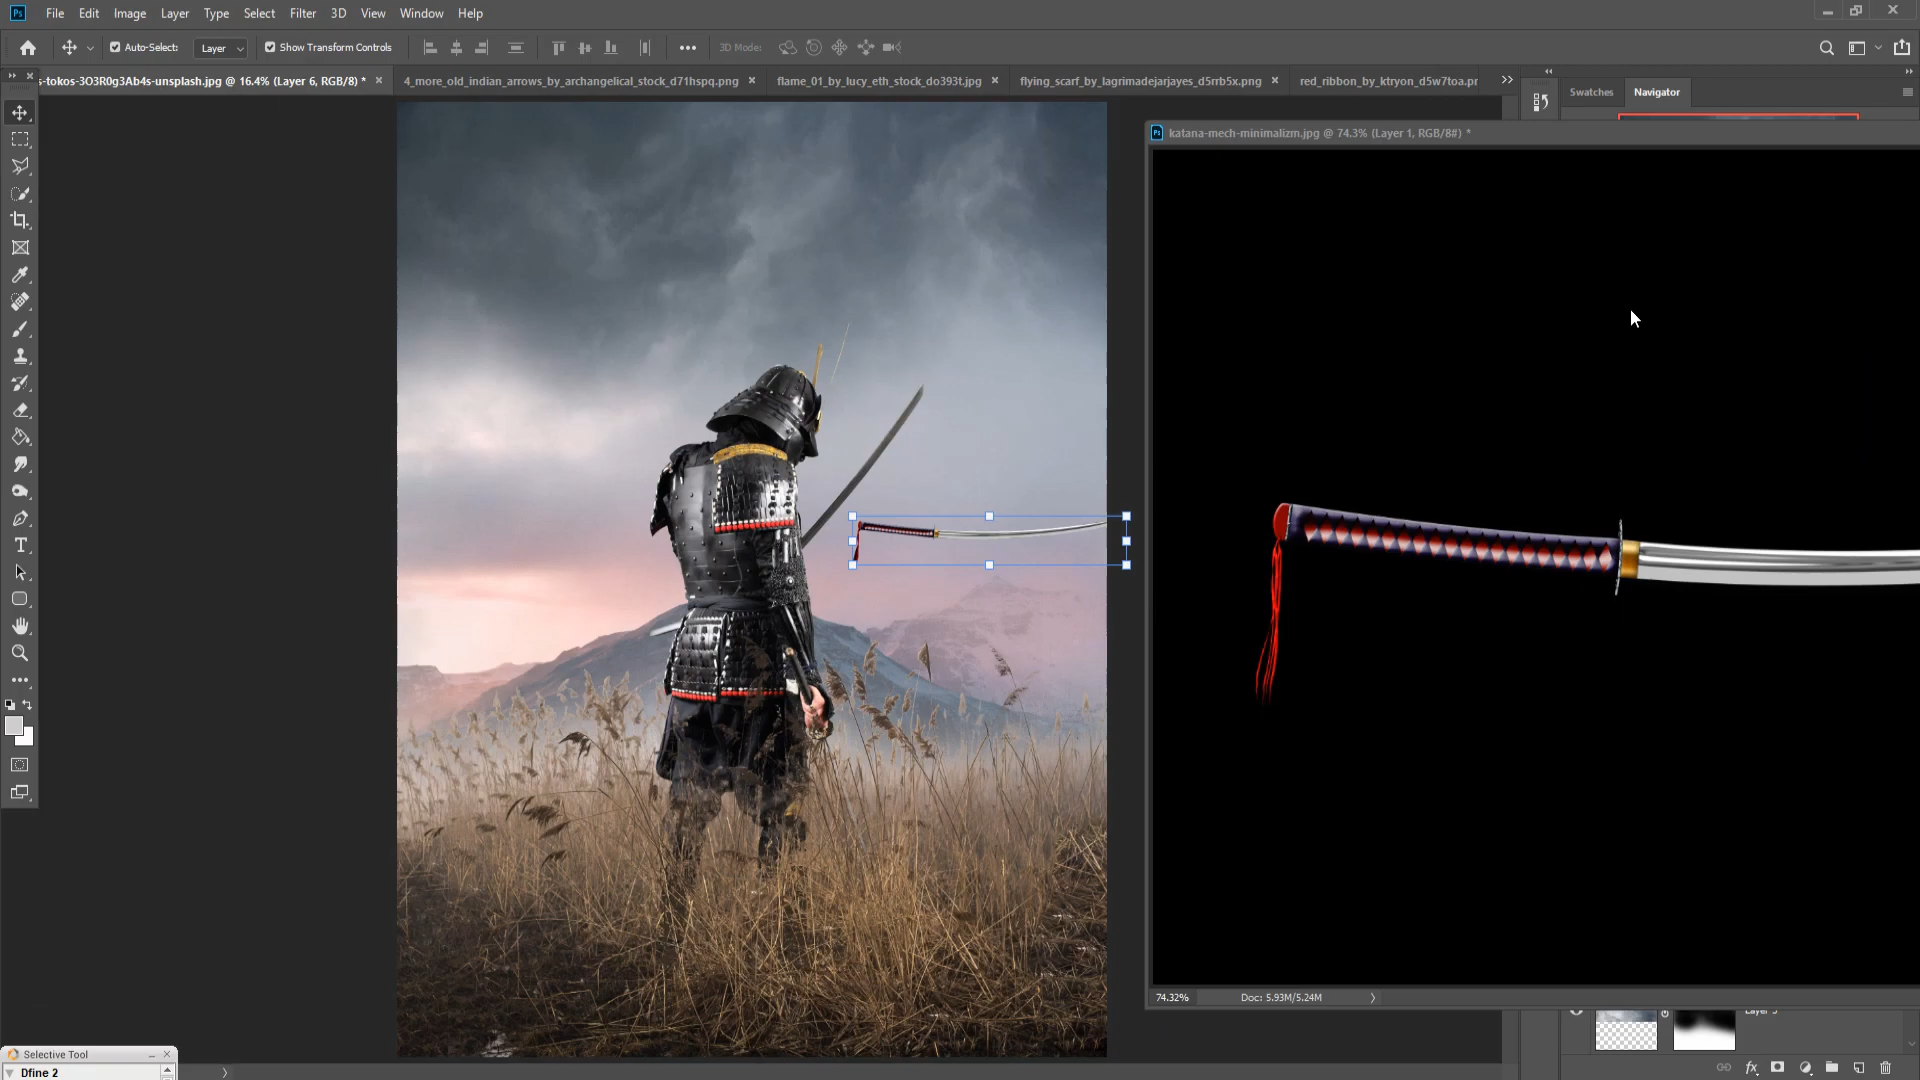 Ps File Edit Image Layer Type Select Filter 3D View Window Help
Auto-Select: Layer Show Transform Controls 3D Mode:
s-tokos-3O3R0g3Ab4s-unsplash.jpg @ 16.4% (Layer 6, RGB/8) * 4_more_old_indian_arrows_by_archangelical_stock_d71hspq.png flame_01_by_lucy_eth_stock_do393t.jpg flying_scarf_by_lagrimadejarjayes_d5rrb5x.png red_ribbon_by_ktryon_d5w7toa.pr
Swatches Navigator
Ps katana-mech-minimalizm.jpg @ 74.3% (Layer 1, RGB/8#) *
74.32% Doc: 5.93M/5.24M
fx
Selective Tool
Dfine 2